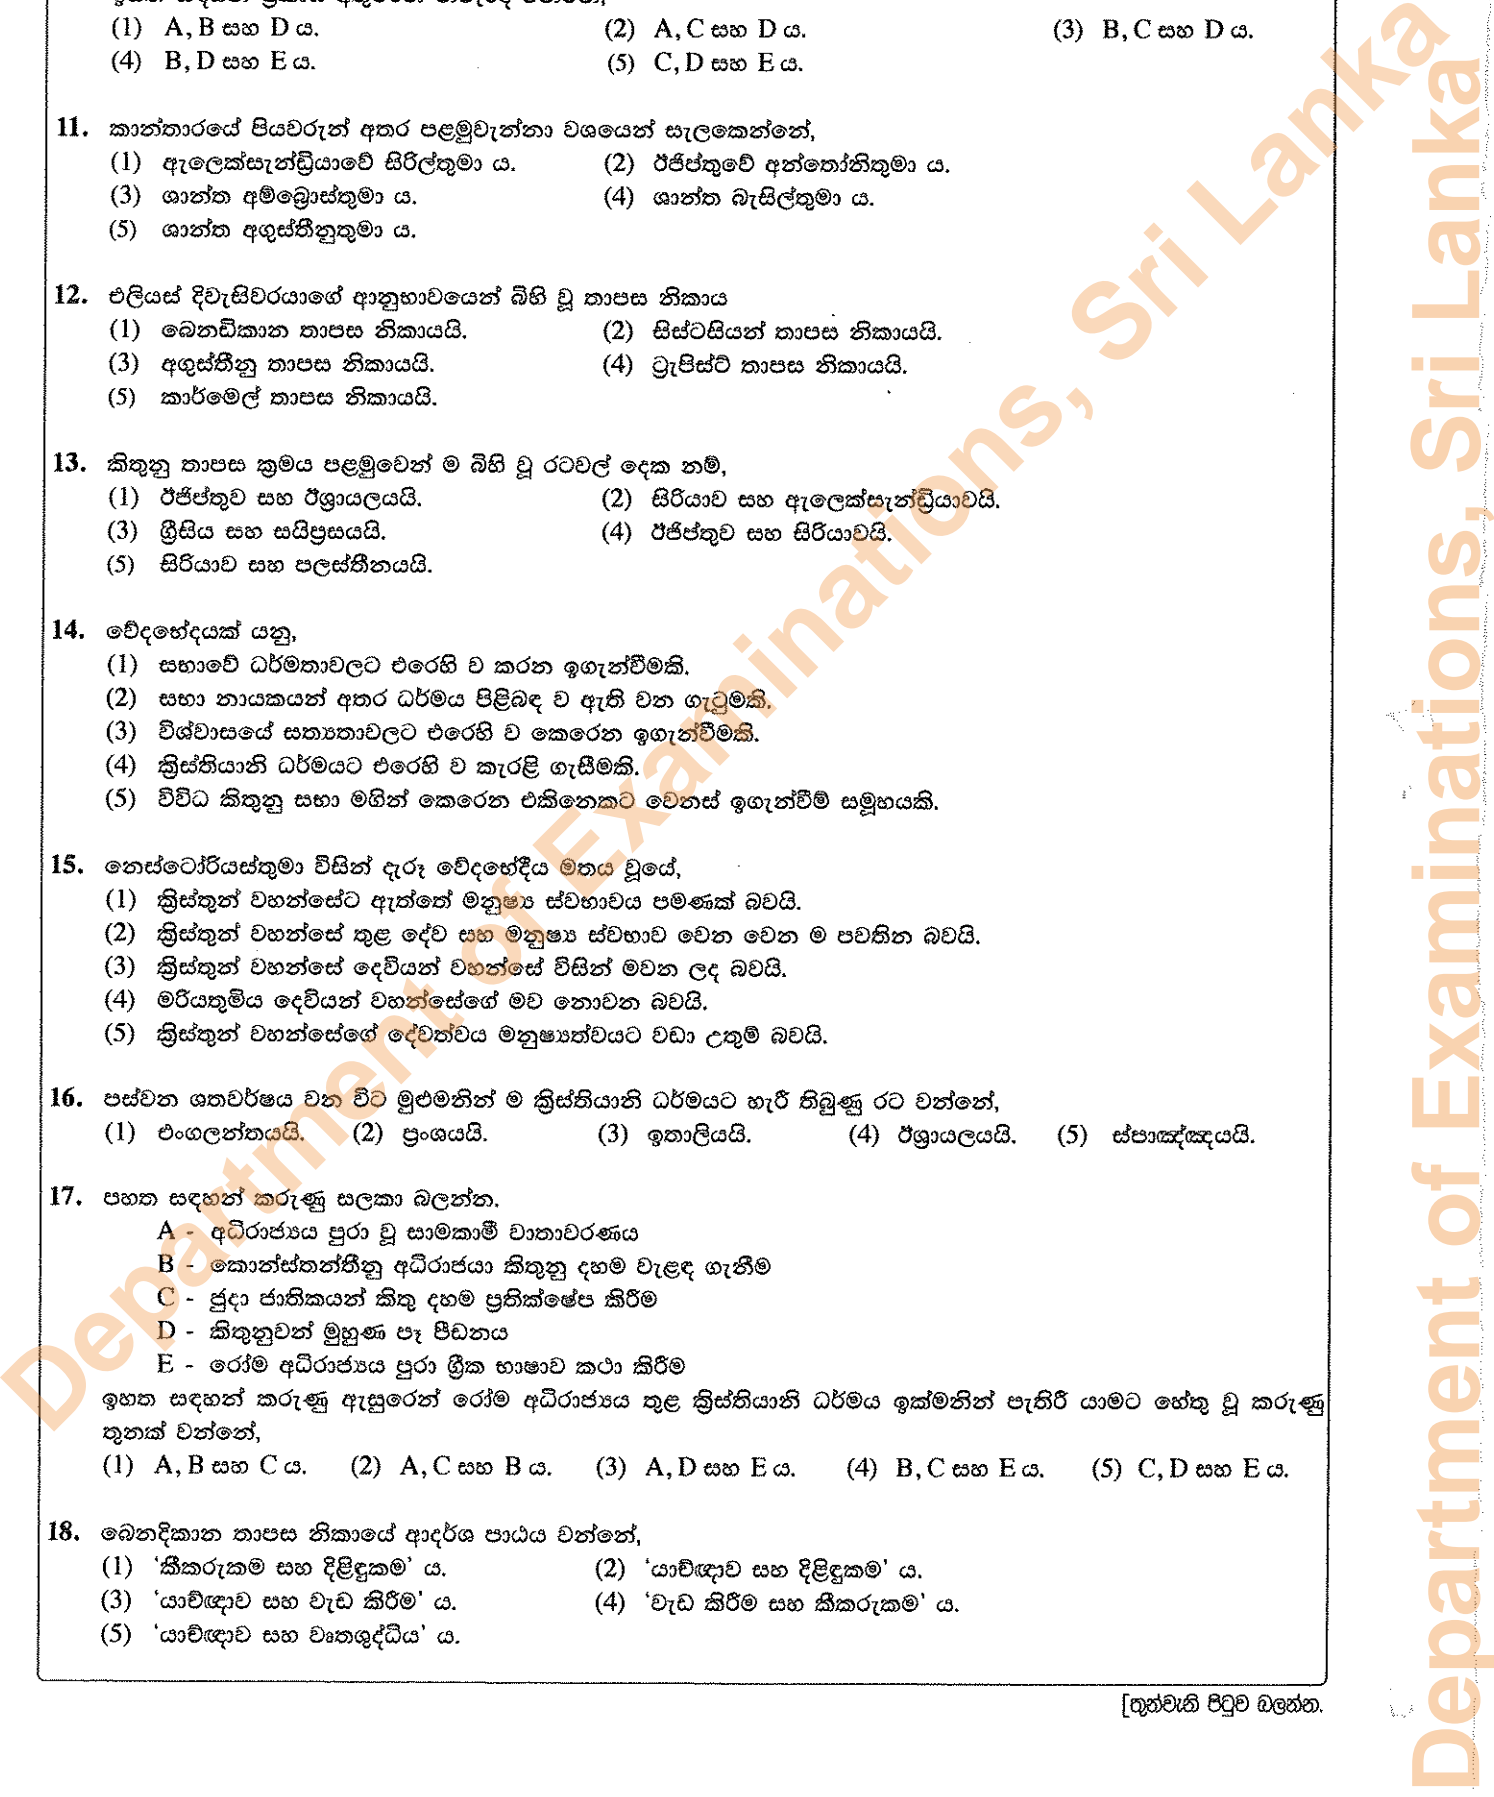 (1) A, B සහ D ය. (2) A, C සහ D ය. (3) B, C සහ D ය.
(4) B, D සහ E ය. (5) C, D සහ E ය.
11. කාන්තාරයේ පියවරුන් අතර පළමුවැන්නා වශයෙන් සැලකෙන්නේ,
(1) ඇලෙක්සැන්ඩ්‍රියාවේ සිරිල්තුමා ය. (2) ඊජිප්තුවේ අන්තෝනිතුමා ය.
(3) ශාන්ත අම්බ්‍රොස්තුමා ය. (4) ශාන්ත බැසිල්තුමා ය.
(5) ශාන්ත අගුස්තීනුතුමා ය.
12. එලියස් දිවැසිවරයාගේ ආනුභාවයෙන් බිහි වූ තාපස නිකාය
(1) බෙනඩිකාන තාපස නිකායයි. (2) සිස්ටසියන් තාපස නිකායයි.
(3) අගුස්තීනු තාපස නිකායයි. (4) ට්‍රැපිස්ට් තාපස නිකායයි.
(5) කාර්මෙල් තාපස නිකායයි.
13. කිතුනු තාපස ක්‍රමය පළමුවෙන් ම බිහි වූ රටවල් දෙක නම්,
(1) ඊජිප්තුව සහ ඊශ්‍රායලයයි. (2) සිරියාව සහ ඇලෙක්සැන්ඩ්‍රියාවයි.
(3) ග්‍රීසිය සහ සයිප්‍රසයයි. (4) ඊජිප්තුව සහ සිරියාවයි.
(5) සිරියාව සහ පලස්තීනයයි.
14. වේදභේදයක් යනු,
(1) සභාවේ ධර්මතාවලට එරෙහි ව කරන ඉගැන්වීමකි.
(2) සභා නායකයන් අතර ධර්මය පිළිබඳ ව ඇති වන ගැටුමකි.
(3) විශ්වාසයේ සත්‍යතාවලට එරෙහි ව කෙරෙන ඉගැන්වීමකි.
(4) ක්‍රිස්තියානි ධර්මයට එරෙහි ව කැරළි ගැසීමකි.
(5) විවිධ කිතුනු සභා මගින් කෙරෙන එකිනෙකට වෙනස් ඉගැන්වීම් සමූහයකි.
15. නෙස්ටෝරියස්තුමා විසින් දැරූ වේදභේදීය මතය වූයේ,
(1) ක්‍රිස්තුන් වහන්සේට ඇත්තේ මනුෂ්‍ය ස්වභාවය පමණක් බවයි.
(2) ක්‍රිස්තුන් වහන්සේ තුළ දේව සහ මනුෂ්‍ය ස්වභාව වෙන වෙන ම පවතින බවයි.
(3) ක්‍රිස්තුන් වහන්සේ දෙවියන් වහන්සේ විසින් මවන ලද බවයි.
(4) මරියතුමිය දෙවියන් වහන්සේගේ මව නොවන බවයි.
(5) ක්‍රිස්තුන් වහන්සේගේ දේවත්වය මනුෂ්‍යත්වයට වඩා උතුම් බවයි.
16. පස්වන ශතවර්ෂය වන විට මුළුමනින් ම ක්‍රිස්තියානි ධර්මයට හැරී තිබුණු රට වන්නේ,
(1) එංගලන්තයයි. (2) ප්‍රංශයයි. (3) ඉතාලියයි. (4) ඊශ්‍රායලයයි. (5) ස්පාඤ්ඤයයි.
17. පහත සඳහන් කරුණු සලකා බලන්න.
A - අධිරාජ්‍යය පුරා වූ සාමකාමී වාතාවරණය
B - කොන්ස්තන්තීනු අධිරාජයා කිතුනු දහම වැළඳ ගැනීම
C - ජුදා ජාතිකයන් කිතු දහම ප්‍රතික්ෂේප කිරීම
D - කිතුනුවන් මුහුණ පෑ පීඩනය
E - රෝම අධිරාජ්‍යය පුරා ග්‍රීක භාෂාව කථා කිරීම
ඉහත සඳහන් කරුණු ඇසුරෙන් රෝම අධිරාජ්‍යය තුළ ක්‍රිස්තියානි ධර්මය ඉක්මනින් පැතිරී යාමට හේතු වූ කරුණු
තුනක් වන්නේ,
(1) A, B සහ C ය. (2) A, C සහ B ය. (3) A, D සහ E ය. (4) B, C සහ E ය. (5) C, D සහ E ය.
18. බෙනදිකාන තාපස නිකායේ ආදර්ශ පාඨය වන්නේ,
(1) ‘කීකරුකම සහ දිළිඳුකම’ ය. (2) ‘යාච්ඥාව සහ දිළිඳුකම’ ය.
(3) ‘යාච්ඥාව සහ වැඩ කිරීම’ ය. (4) ‘වැඩ කිරීම සහ කීකරුකම’ ය.
(5) ‘යාච්ඥාව සහ වෘතශුද්ධිය’ ය.
[තුන්වැනි පිටුව බලන්න.
Department of Examinations, Sri Lanka
Department of Examinations, Sri Lanka